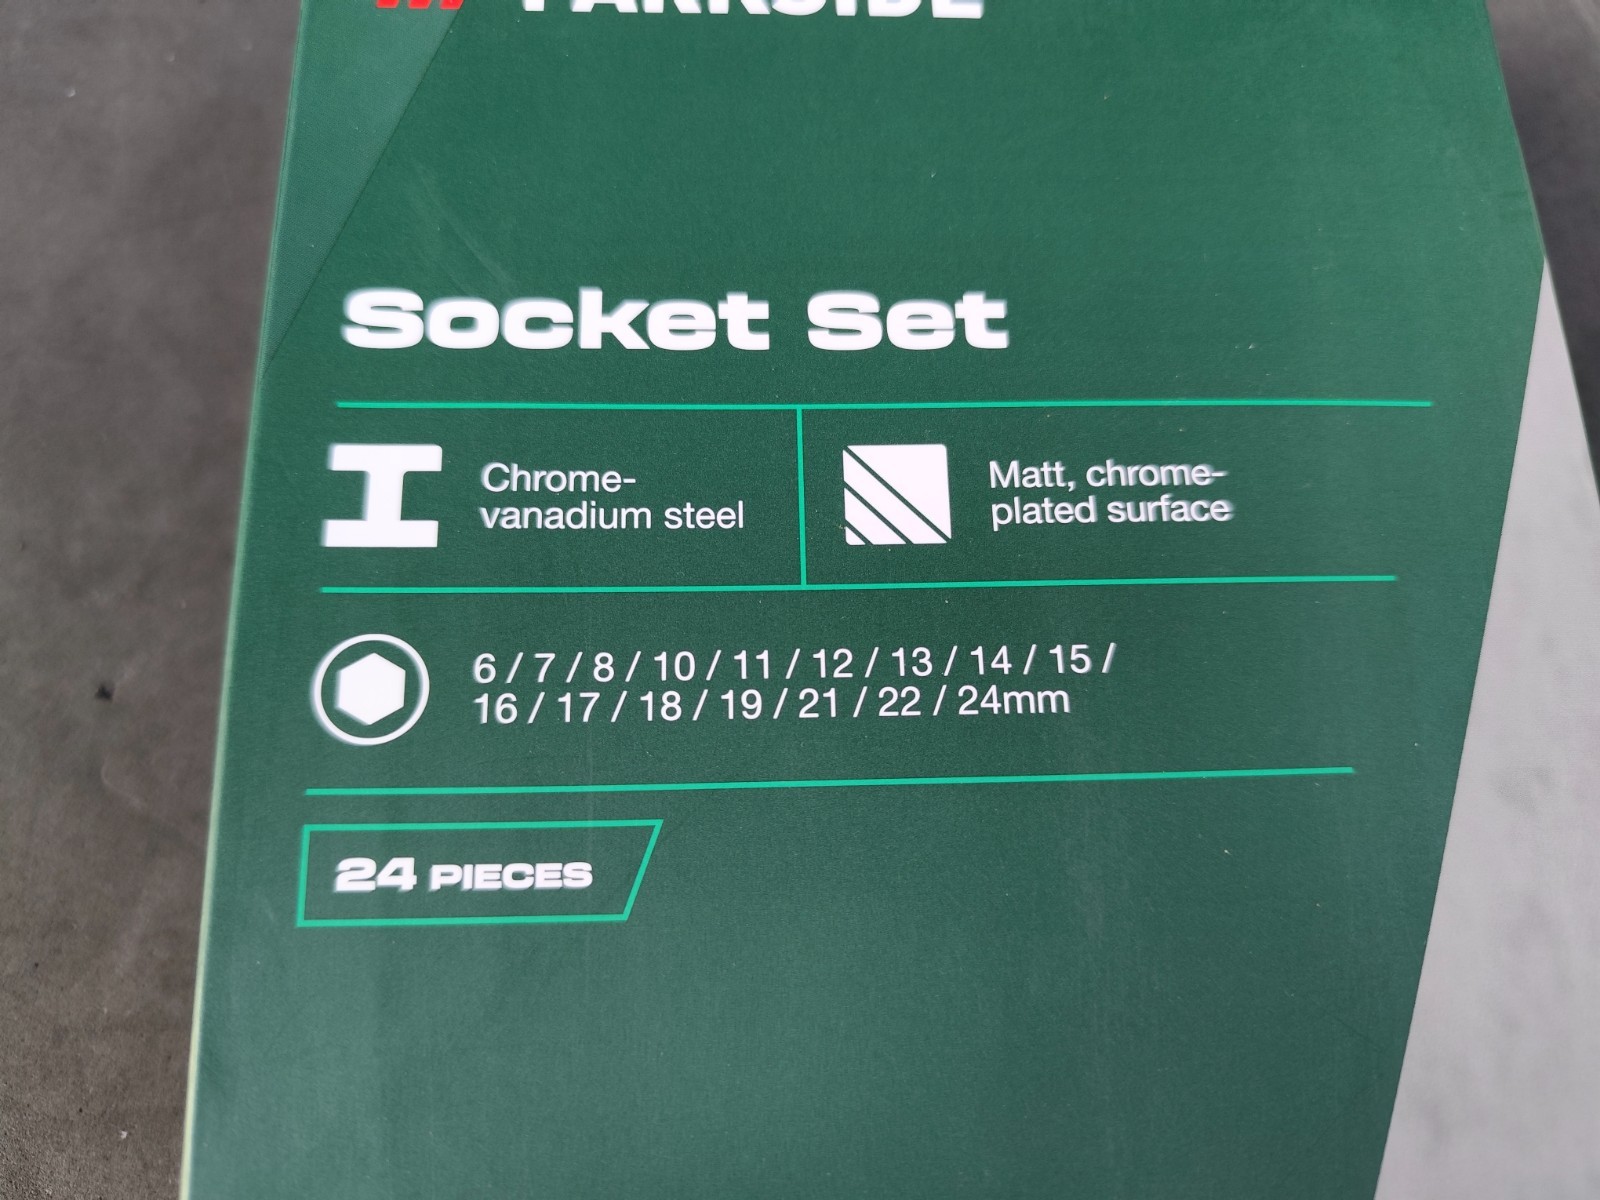 PARKSIDE
Socket Set
Chrome-
vanadium steel
Matt, chrome-
plated surface
6 / 7 / 8 / 10 / 11 / 12 / 13 / 14 / 15 /
16 / 17 / 18 / 19 / 21 / 22 / 24mm
24 PIECES